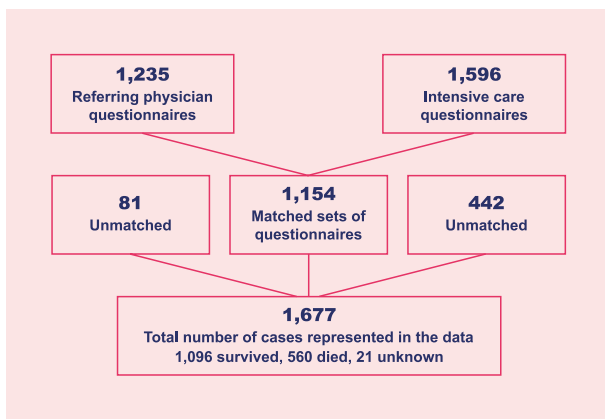 1,235
Referring physician
questionnaires
1,596
Intensive care
questionnaires
81
Unmatched
1,154
Matched sets of
questionnaires
442
Unmatched
1,677
Total number of cases represented in the data
1,096 survived, 560 died, 21 unknown